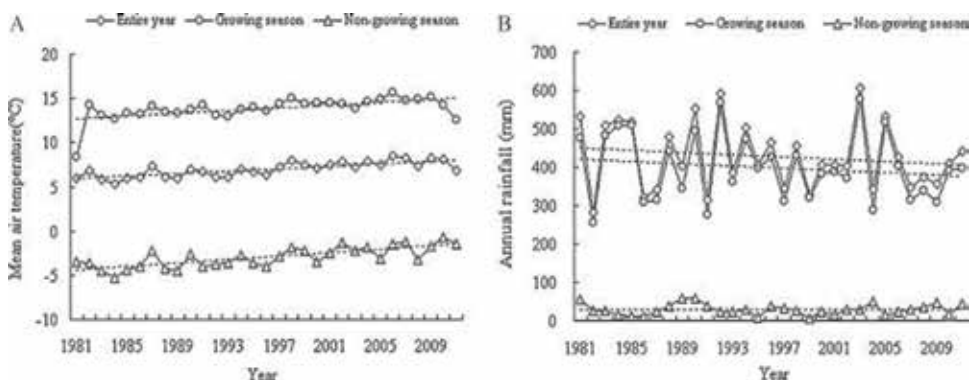 A
Entire year Growing season Non-growing season
Mean air temperature(°C)
20
15
10
5
0
-5
-10
1981 1985 1989 1993 1997 2001 2005 2009
Year
B
Entire year Growing season Non-growing season
Annual rainfall (mm)
700
600
500
400
300
200
100
0
1981 1985 1989 1993 1997 2001 2005 2009
Year